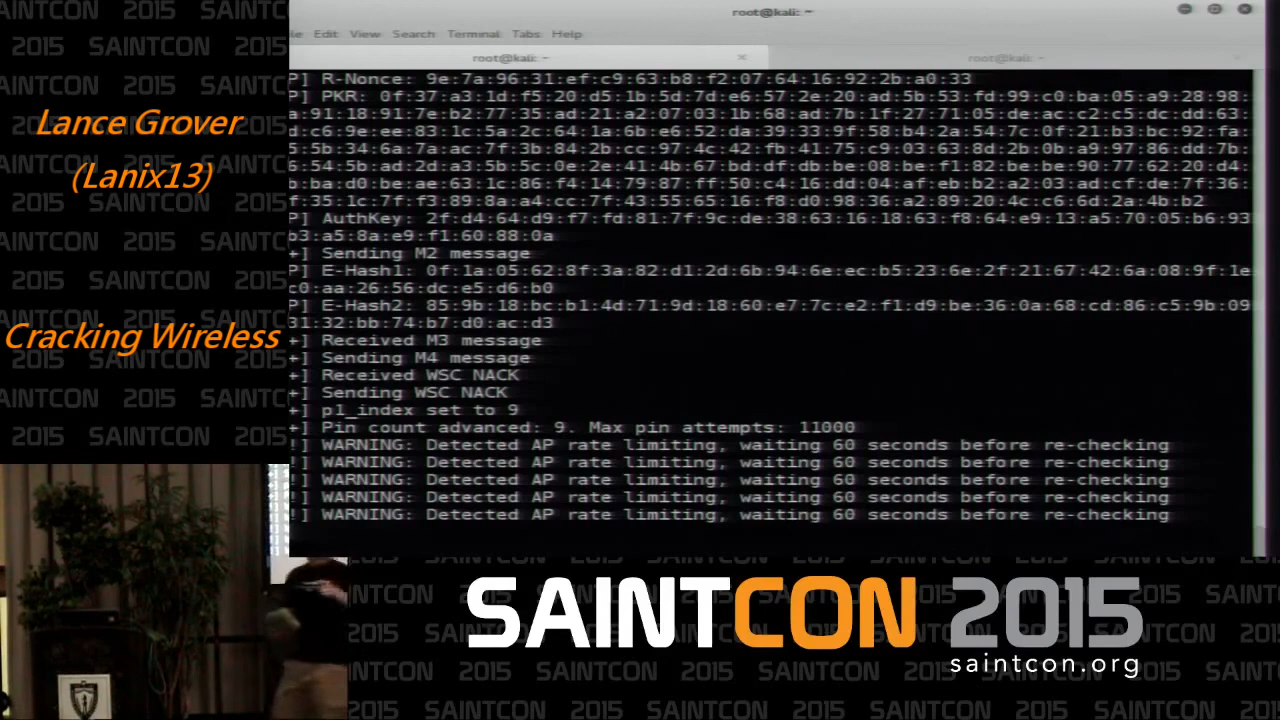 root@kali: ~
le Edit View Search Terminal Tabs Help
root@kali: ~ × root@kali: ~
P] R-Nonce: 9e:7a:96:31:ef:c9:63:b8:f2:07:64:16:92:2b:a0:33
P] PKR: 0f:37:a3:1d:f5:20:d5:1b:5d:7d:e6:57:2e:20:ad:5b:53:fd:99:c0:ba:05:a9:28:98:
a:91:18:91:7e:b2:77:35:ad:21:a2:07:03:1b:68:ad:7b:1f:27:71:05:de:ac:c2:c5:dc:dd:63:
d:c6:9e:ee:83:1c:5a:2c:64:1a:6b:e6:52:da:39:33:9f:58:b4:2a:54:7c:0f:21:b3:bc:92:fa:
5:5b:34:6a:7a:ac:7f:3b:84:2b:cc:97:4c:42:fb:41:75:c9:03:63:8d:2b:0b:a9:97:86:dd:7b:
6:54:5b:ad:2d:a3:5b:5c:0e:2e:41:4b:67:bd:df:db:be:08:be:f1:82:be:be:90:77:62:20:d4:
b:ba:d0:be:ae:63:1c:86:f4:14:79:87:ff:50:c4:16:dd:04:af:eb:b2:a2:03:ad:cf:de:7f:36:
f:35:1c:7f:f3:89:8a:a4:cc:7f:43:55:65:16:f8:d0:98:36:a2:89:20:4c:c6:6d:2a:4b:b2
P] AuthKey: 2f:d4:64:d9:f7:fd:81:7f:9c:de:38:63:16:18:63:f8:64:e9:13:a5:70:05:b6:93
b3:a5:8a:e9:f1:60:88:0a
+] Sending M2 message
P] E-Hash1: 0f:1a:05:62:8f:3a:82:d1:2d:6b:94:6e:ec:b5:23:6e:2f:21:67:42:6a:08:9f:1e
c0:aa:26:56:dc:e5:d6:b0
P] E-Hash2: 85:9b:18:bc:b1:4d:71:9d:18:60:e7:7c:e2:f1:d9:be:36:0a:68:cd:86:c5:9b:09
31:32:bb:74:b7:d0:ac:d3
+] Received M3 message
+] Sending M4 message
+] Received WSC NACK
+] Sending WSC NACK
+] p1_index set to 9
+] Pin count advanced: 9. Max pin attempts: 11000
!] WARNING: Detected AP rate limiting, waiting 60 seconds before re-checking
!] WARNING: Detected AP rate limiting, waiting 60 seconds before re-checking
!] WARNING: Detected AP rate limiting, waiting 60 seconds before re-checking
!] WARNING: Detected AP rate limiting, waiting 60 seconds before re-checking
!] WARNING: Detected AP rate limiting, waiting 60 seconds before re-checking
Lance Grover
(Lanix13)
Cracking Wireless
SAINTCON 2015
saintcon.org